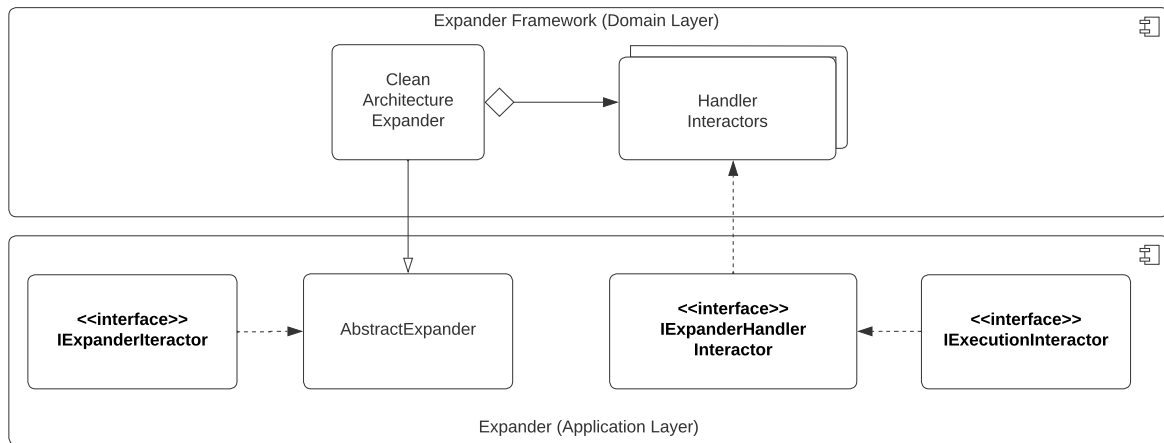 Expander Framework (Domain Layer)
Clean
Architecture
Expander
Handler
Interactors
<<interface>>
IExpanderIteractor
AbstractExpander
<<interface>>
IExpanderHandler
Interactor
<<interface>>
IExecutionInteractor
Expander (Application Layer)